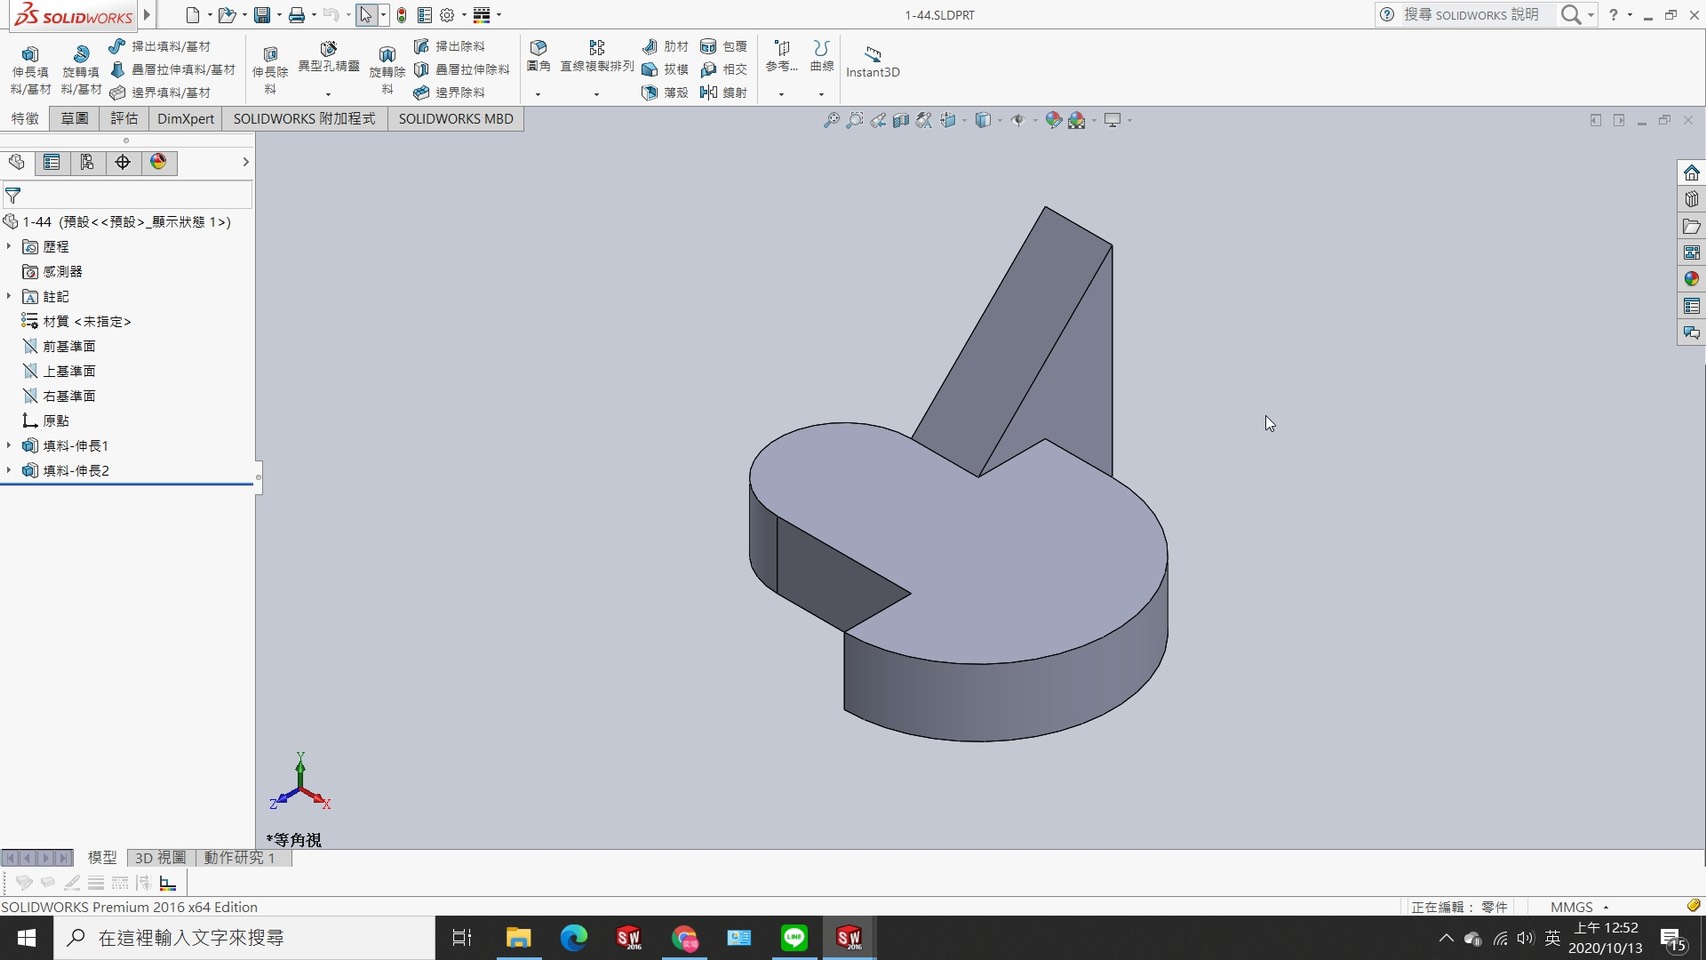 SOLIDWORKS
1-44.SLDPRT
搜尋 SOLIDWORKS 說明
伸長填料/基材
旋轉填料/基材
掃出填料/基材
疊層拉伸填料/基材
邊界填料/基材
伸長除料
異型孔精靈
旋轉除料
掃出除料
疊層拉伸除料
邊界除料
圓角
直線複製排列
肋材
拔模
薄殼
包覆
相交
鏡射
參考...
曲線
Instant3D
特徵
草圖
評估
DimXpert
SOLIDWORKS 附加程式
SOLIDWORKS MBD
1-44 (預設<<預設>_顯示狀態 1>)
歷程
感測器
註記
材質 <未指定>
前基準面
上基準面
右基準面
原點
填料-伸長1
填料-伸長2
Y
Z
X
*等角視
模型
3D 視圖
動作研究 1
SOLIDWORKS Premium 2016 x64 Edition
正在編輯： 零件
MMGS
在這裡輸入文字來搜尋
SW
2016
LINE
SW
2016
英
上午 12:52
2020/10/13
15